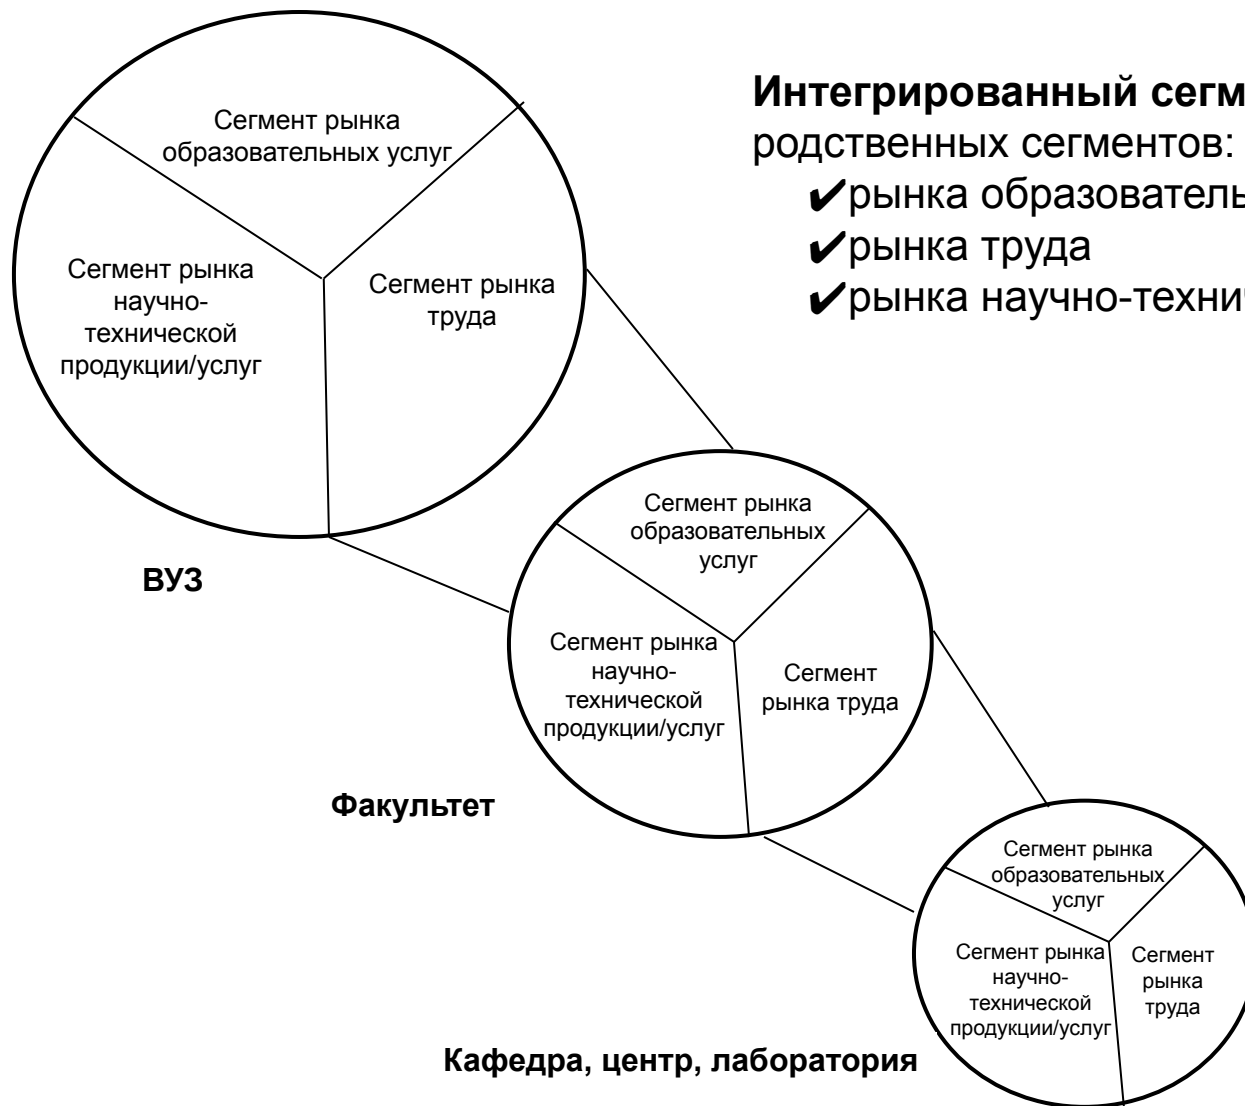 Интегрированный сегм
родственных сегментов:
✔рынка образователь
✔рынка труда
✔рынка научно-технич
Сегмент рынка
образовательных услуг
Сегмент рынка
научно-
технической
продукции/услуг
Сегмент рынка
труда
ВУЗ
Сегмент рынка
образовательных
услуг
Сегмент рынка
научно-
технической
продукции/услуг
Сегмент
рынка труда
Факультет
Сегмент рынка
образовательных
услуг
Сегмент рынка
научно-
технической
продукции/услуг
Сегмент
рынка
труда
Кафедра, центр, лаборатория